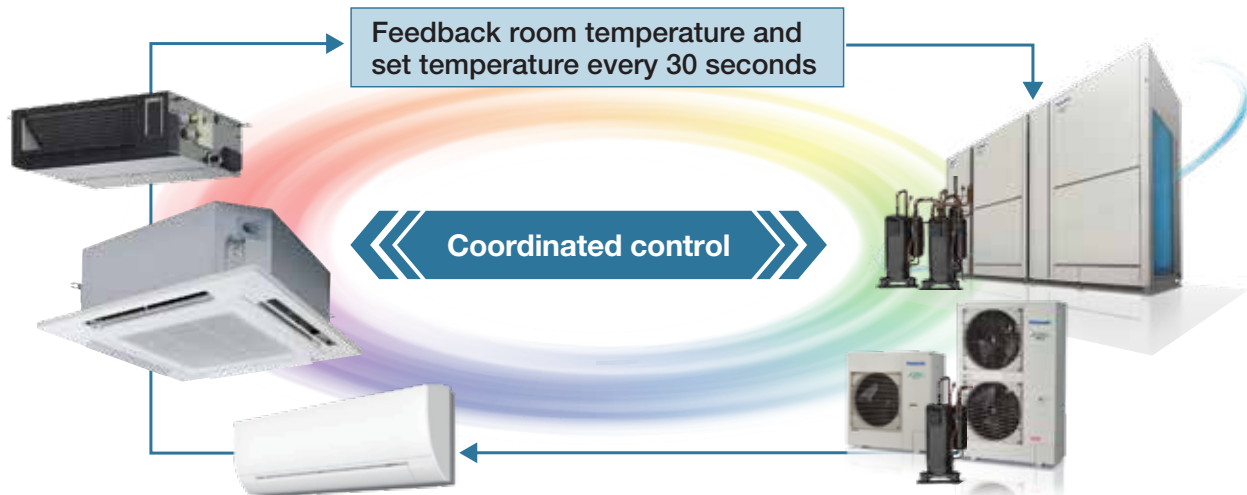 Feedback room temperature and
set temperature every 30 seconds
Coordinated control